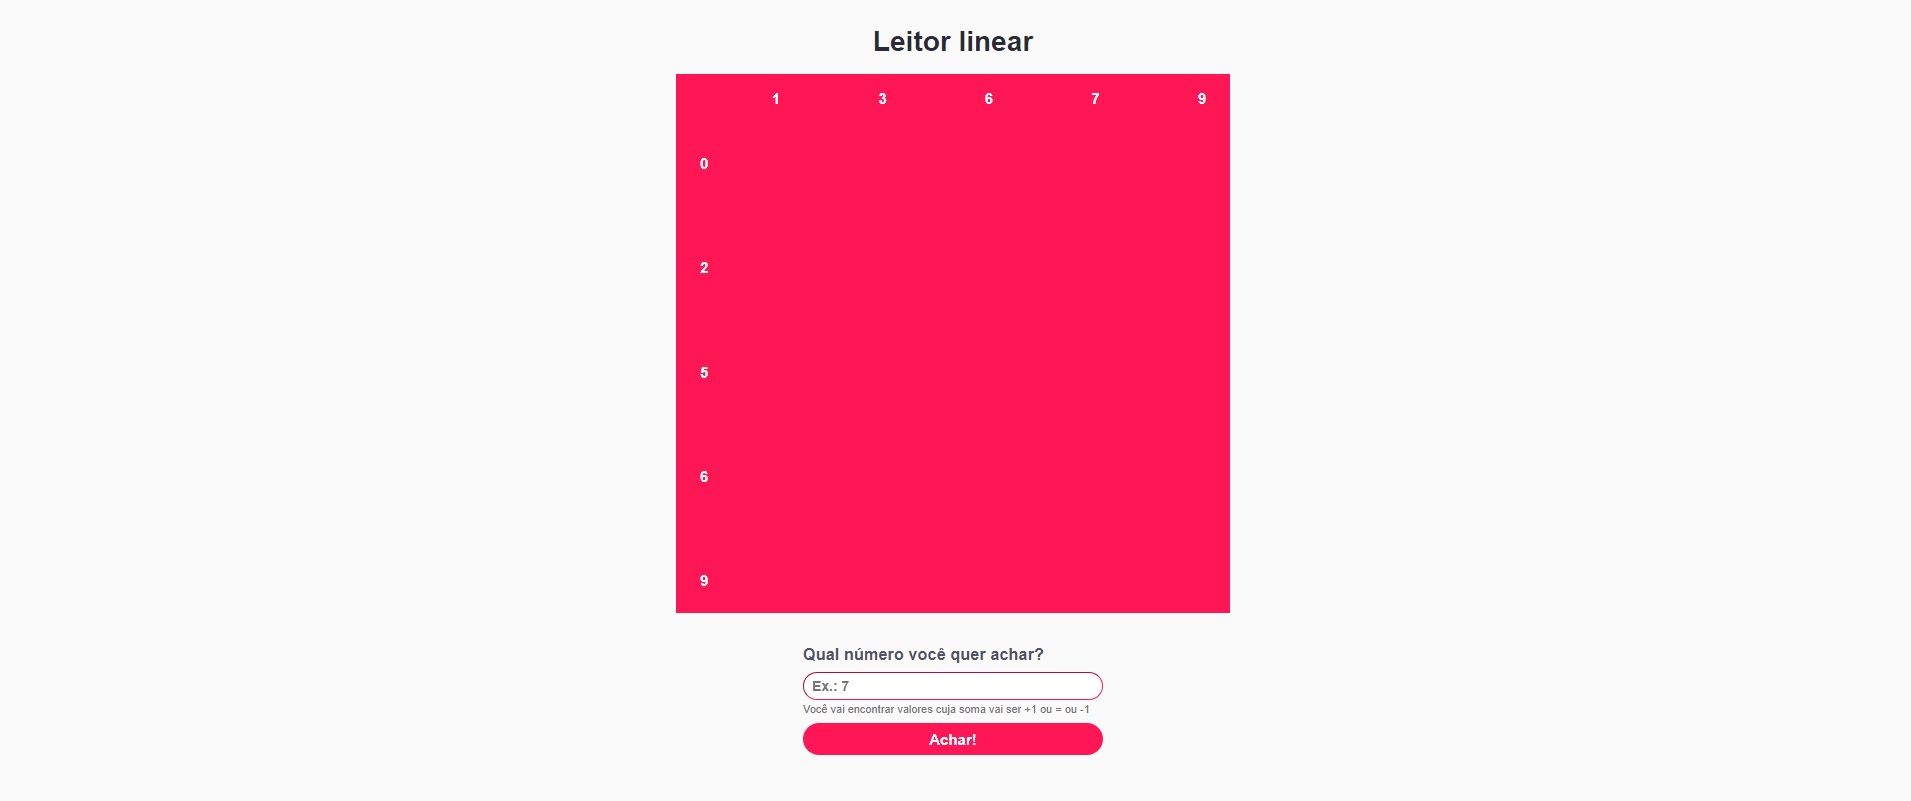 Leitor linear
1 3 6 7 9
0
2
5
6
9
Qual número você quer achar?
Ex.: 7
Você vai encontrar valores cuja soma vai ser +1 ou = ou -1
Achar!